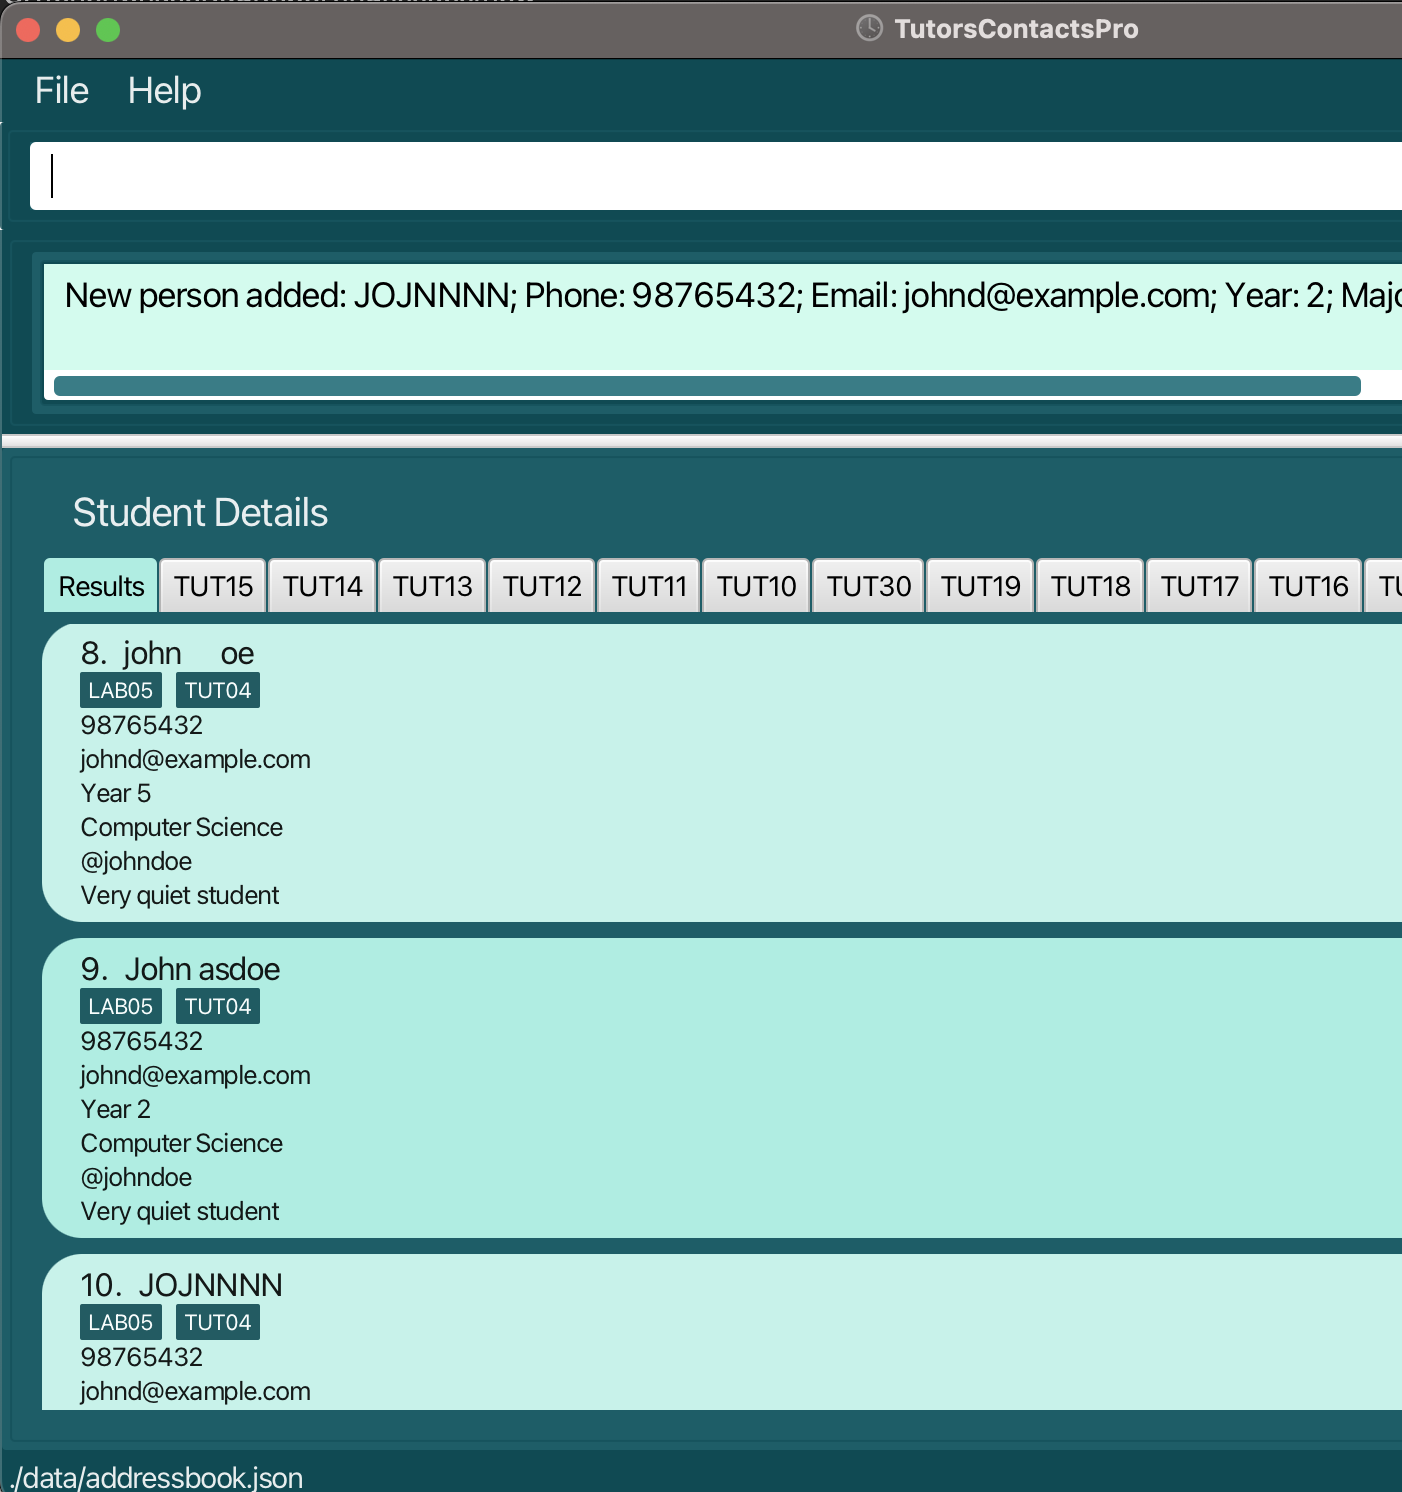 TutorsContactsPro
File Help
New person added: JOJNNNN; Phone: 98765432; Email: johnd@example.com; Year: 2;
Student Details
Results TUT15 TUT14 TUT13 TUT12 TUT11 TUT10 TUT30 TUT19 TUT18 TUT17 TUT16
8. john oe
LAB05 TUT04
98765432
johnd@example.com
Year 5
Computer Science
@johndoe
Very quiet student
9. John asdoe
LAB05 TUT04
98765432
johnd@example.com
Year 2
Computer Science
@johndoe
Very quiet student
10. JOJNNNN
LAB05 TUT04
98765432
johnd@example.com
./data/addressbook.json